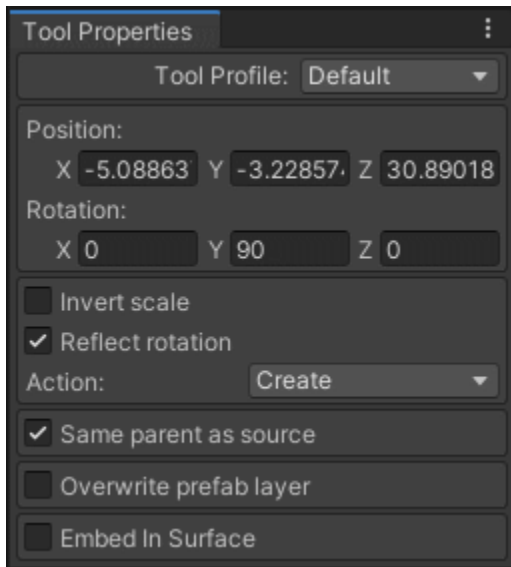 Tool Properties
Tool Profile: Default
Position:
X -5.08863 Y -3.22857 Z 30.89018
Rotation:
X 0 Y 90 Z 0
Invert scale
Reflect rotation
Action: Create
Same parent as source
Overwrite prefab layer
Embed In Surface